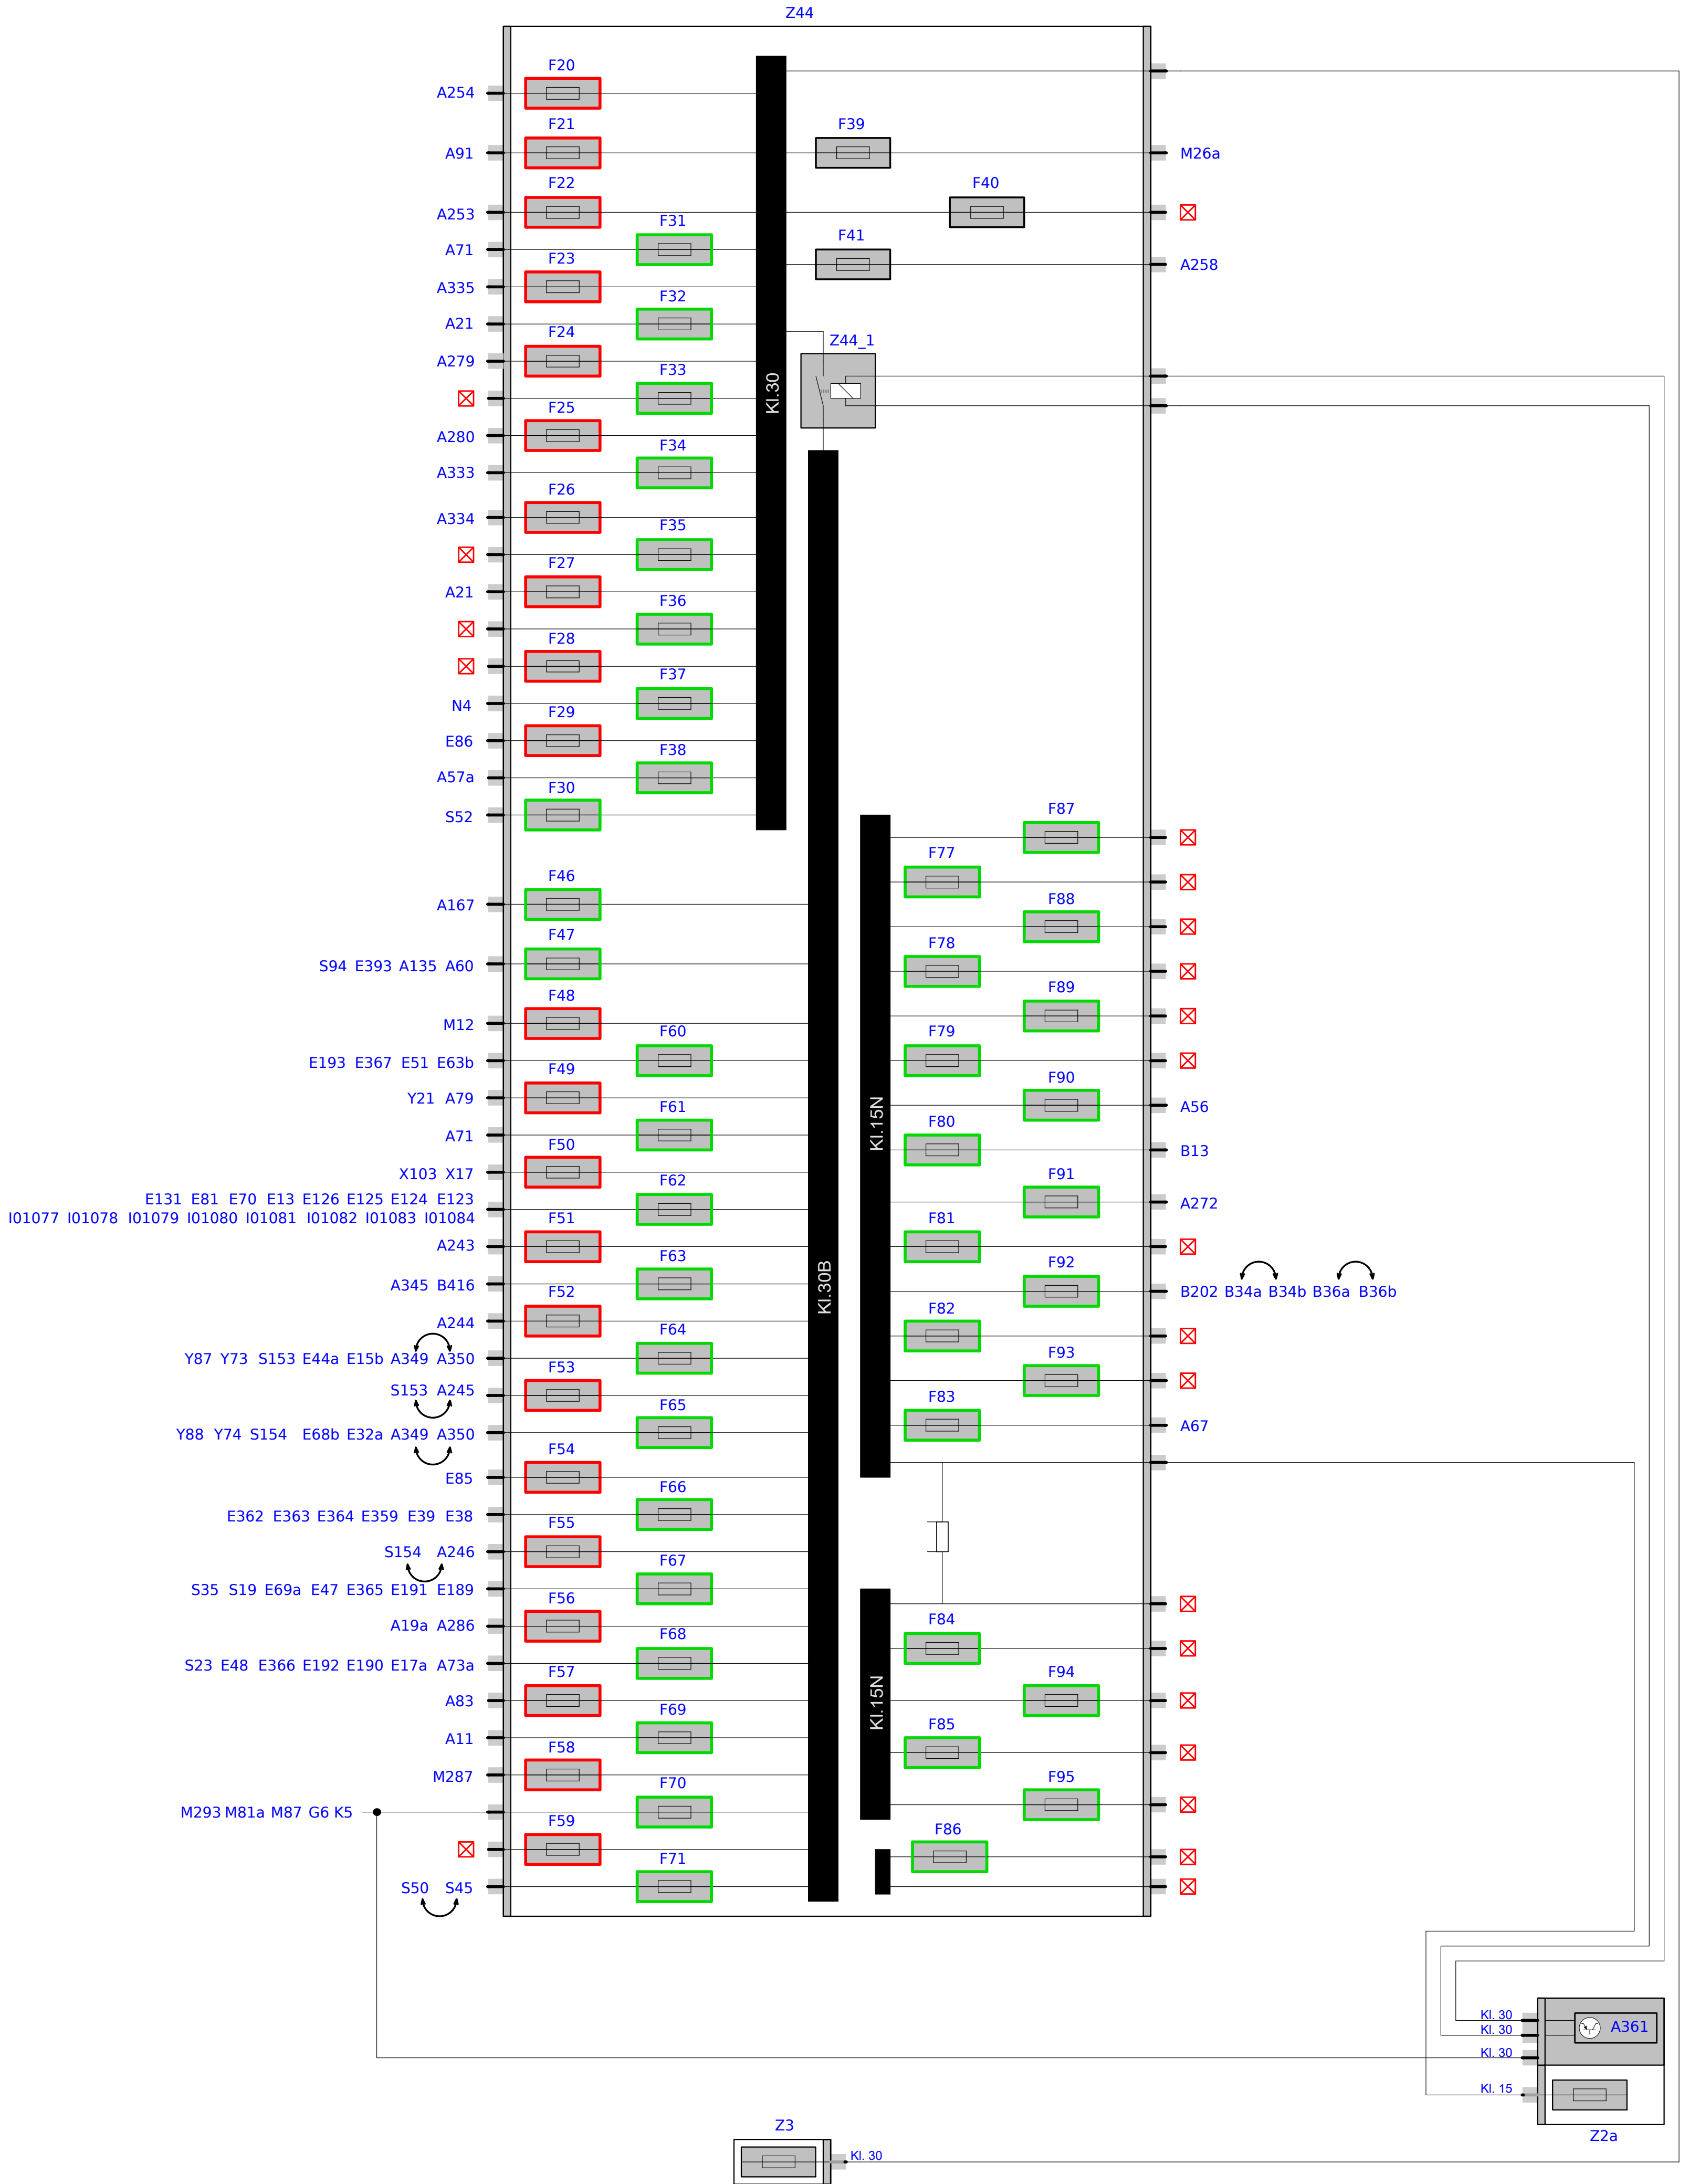 Z44
F20
A254
F21
F39
A91
M26a
F22
F40
A253
F31
A71
F41
F23
A258
A335
F32
A21
F24
Z44_1
A279
F33
Kl.30
F25
A280
F34
A333
F26
A334
F35
F27
A21
F36
F28
F37
N4
F29
E86
F38
A57a
F30
F87
S52
F77
F46
F88
A167
F47
F78
S94 E393 A135 A60
F48
F89
M12
F60
F79
E193 E367 E51 E63b
F49
F90
Y21 A79
F61
A56
Kl.15N
F80
A71
F50
B13
X103 X17
F62
F91
E131 E81 E70 E13 E126 E125 E124 E123
A272
I01077 I01078 I01079 I01080 I01081 I01082 I01083 I01084
F51
F81
A243
F63
F92
Kl.30B
A345 B416
B202 B34a B34b B36a B36b
F52
F82
A244
F64
F93
Y87 Y73 S153 E44a E15b A349 A350
F53
F83
S153 A245
F65
A67
Y88 Y74 S154 E68b E32a A349 A350
F54
E85
F66
E362 E363 E364 E359 E39 E38
F55
S154 A246
F67
S35 S19 E69a E47 E365 E191 E189
F56
F84
A19a A286
F68
S23 E48 E366 E192 E190 E17a A73a
F57
F94
Kl.15N
A83
F69
F85
A11
F58
F95
M287
F70
M293 M81a M87 G6 K5
F59
F86
F71
S50 S45
Kl. 30
A361
Kl. 30
Kl. 30
Kl. 15
Z3
Z2a
Kl. 30